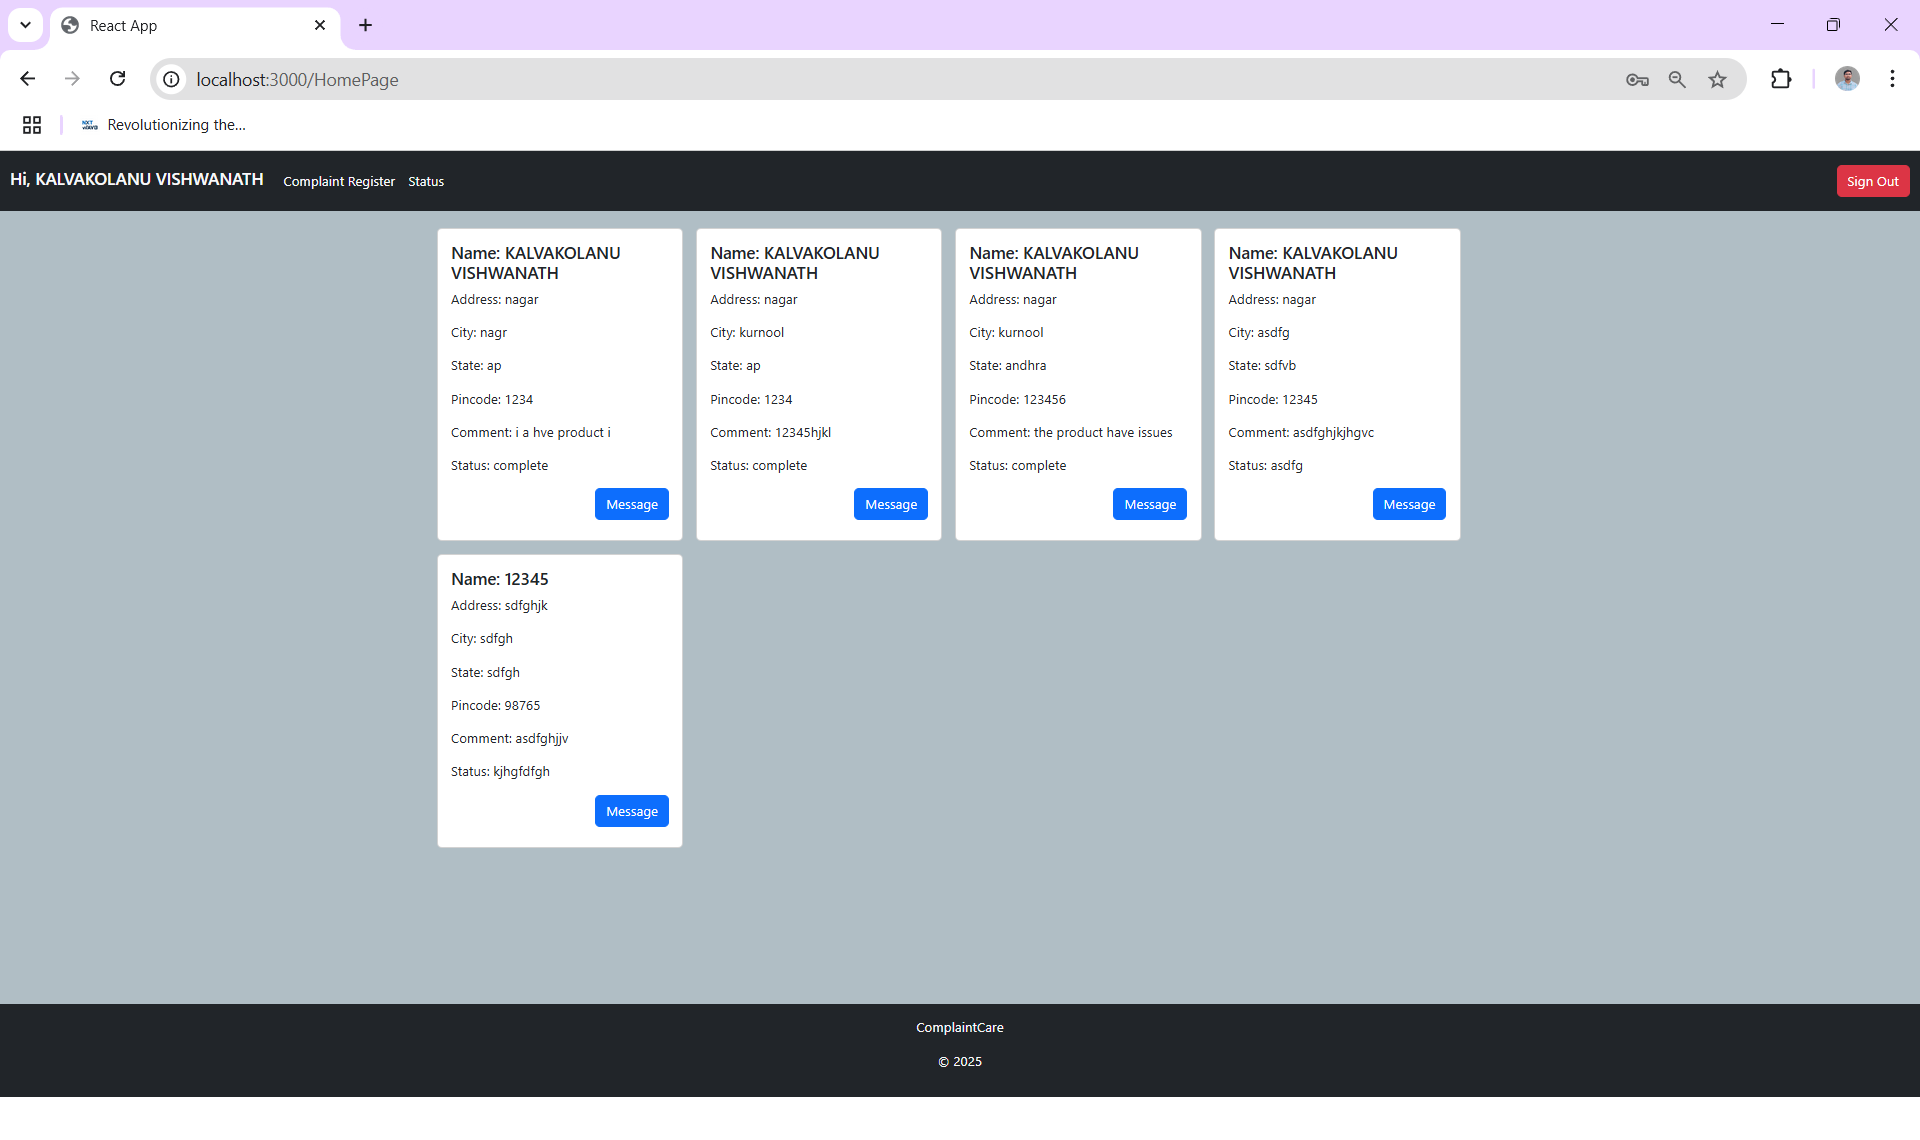 React App
localhost:3000/HomePage
NXT
WAVE
Revolutionizing the...
Hi, KALVAKOLANU VISHWANATH Complaint Register Status Sign Out
Name: KALVAKOLANU
VISHWANATH
Address: nagar
City: nagr
State: ap
Pincode: 1234
Comment: i a hve product i
Status: complete
Message
Name: KALVAKOLANU
VISHWANATH
Address: nagar
City: kurnool
State: ap
Pincode: 1234
Comment: 12345hjkl
Status: complete
Message
Name: KALVAKOLANU
VISHWANATH
Address: nagar
City: kurnool
State: andhra
Pincode: 123456
Comment: the product have issues
Status: complete
Message
Name: KALVAKOLANU
VISHWANATH
Address: nagar
City: asdfg
State: sdfvb
Pincode: 12345
Comment: asdfghjkjhgvc
Status: asdfg
Message
Name: 12345
Address: sdfghjk
City: sdfgh
State: sdfgh
Pincode: 98765
Comment: asdfghjjv
Status: kjhgfdfgh
Message
ComplaintCare
© 2025